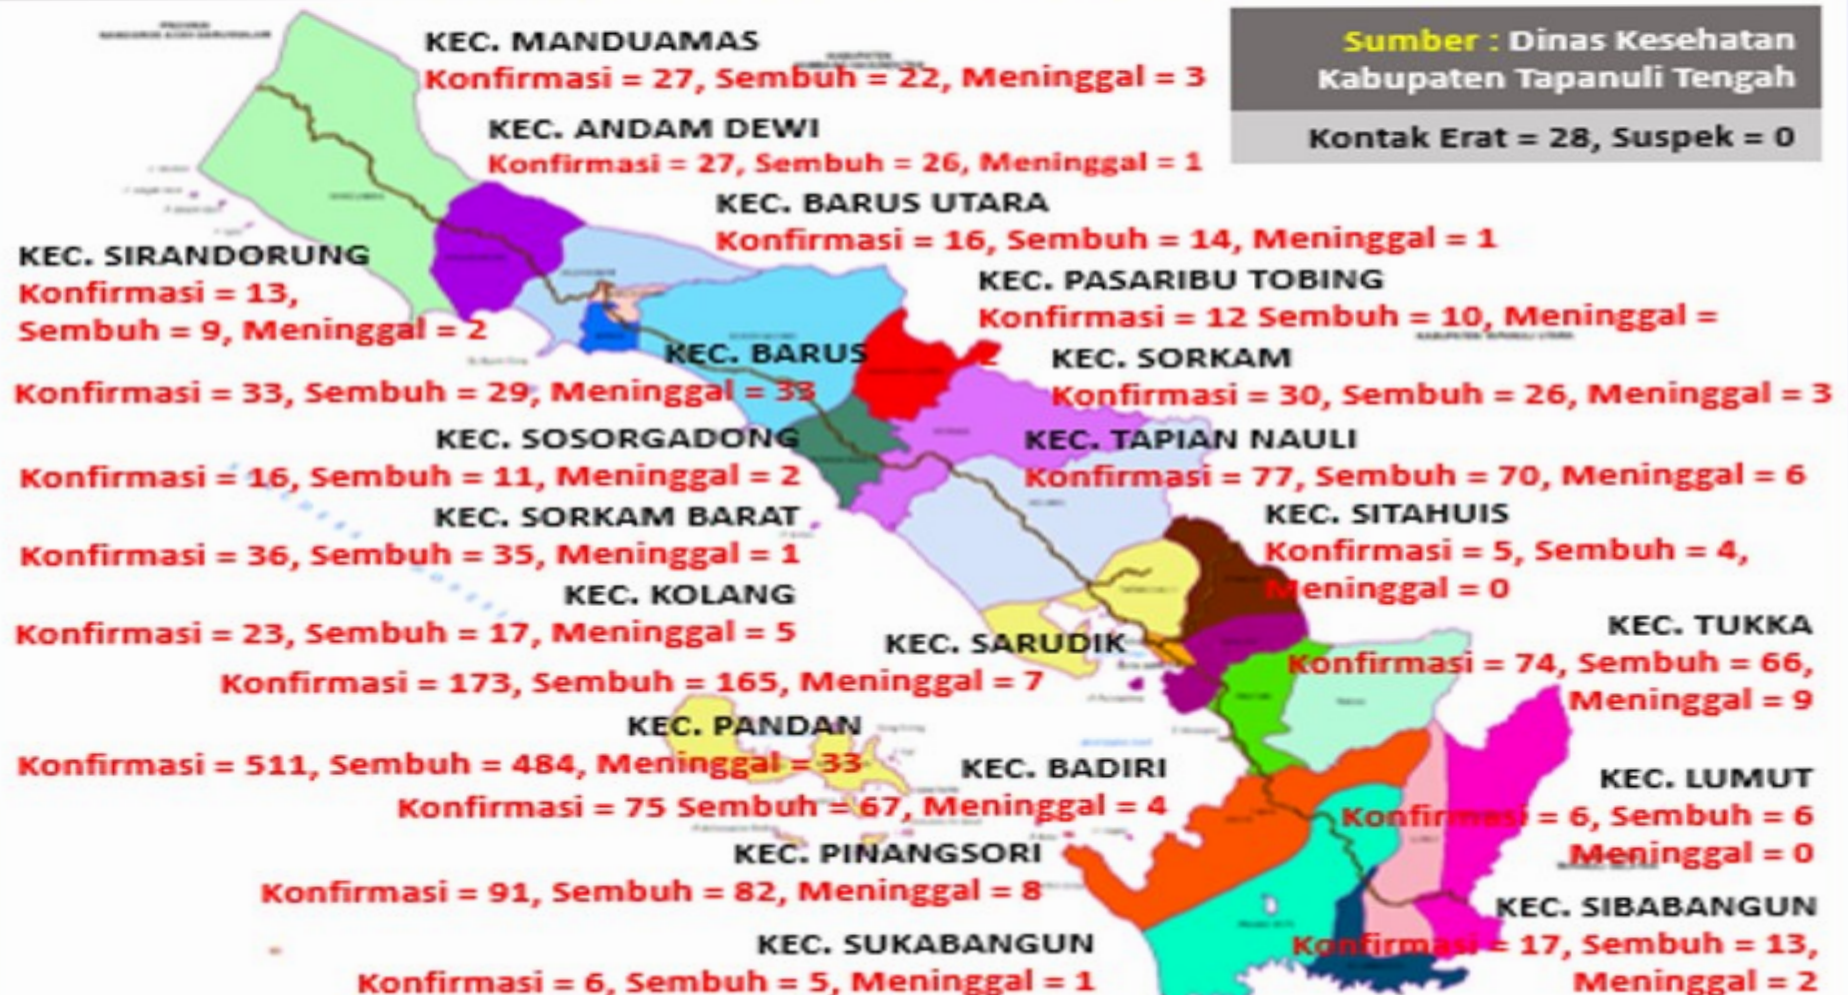 KEC. MANDUAMAS
Konfirmasi = 27, Sembuh = 22, Meninggal = 3
Sumber : Dinas Kesehatan
Kabupaten Tapanuli Tengah
Kontak Erat = 28, Suspek = 0
KEC. ANDAM DEWI
Konfirmasi = 27, Sembuh = 26, Meninggal = 1
KEC. BARUS UTARA
Konfirmasi = 16, Sembuh = 14, Meninggal = 1
KEC. SIRANDORUNG
Konfirmasi = 13,
Sembuh = 9, Meninggal = 2
KEC. PASARIBU TOBING
Konfirmasi = 12 Sembuh = 10, Meninggal =
2
KEC. BARUS
Konfirmasi = 33, Sembuh = 29, Meninggal = 33
KEC. SORKAM
Konfirmasi = 30, Sembuh = 26, Meninggal = 3
KEC. SOSORGADONG
Konfirmasi = 16, Sembuh = 11, Meninggal = 2
KEC. TAPIAN NAULI
Konfirmasi = 77, Sembuh = 70, Meninggal = 6
KEC. SORKAM BARAT
Konfirmasi = 36, Sembuh = 35, Meninggal = 1
KEC. SITAHUIS
Konfirmasi = 5, Sembuh = 4,
Meninggal = 0
KEC. KOLANG
Konfirmasi = 23, Sembuh = 17, Meninggal = 5
KEC. SARUDIK
Konfirmasi = 173, Sembuh = 165, Meninggal = 7
KEC. TUKKA
Konfirmasi = 74, Sembuh = 66,
Meninggal = 9
KEC. PANDAN
Konfirmasi = 511, Sembuh = 484, Meninggal = 33
KEC. BADIRI
Konfirmasi = 75 Sembuh = 67, Meninggal = 4
KEC. LUMUT
Konfirmasi = 6, Sembuh = 6
Meninggal = 0
KEC. PINANGSORI
Konfirmasi = 91, Sembuh = 82, Meninggal = 8
KEC. SIBABANGUN
Konfirmasi = 17, Sembuh = 13,
Meninggal = 2
KEC. SUKABANGUN
Konfirmasi = 6, Sembuh = 5, Meninggal = 1